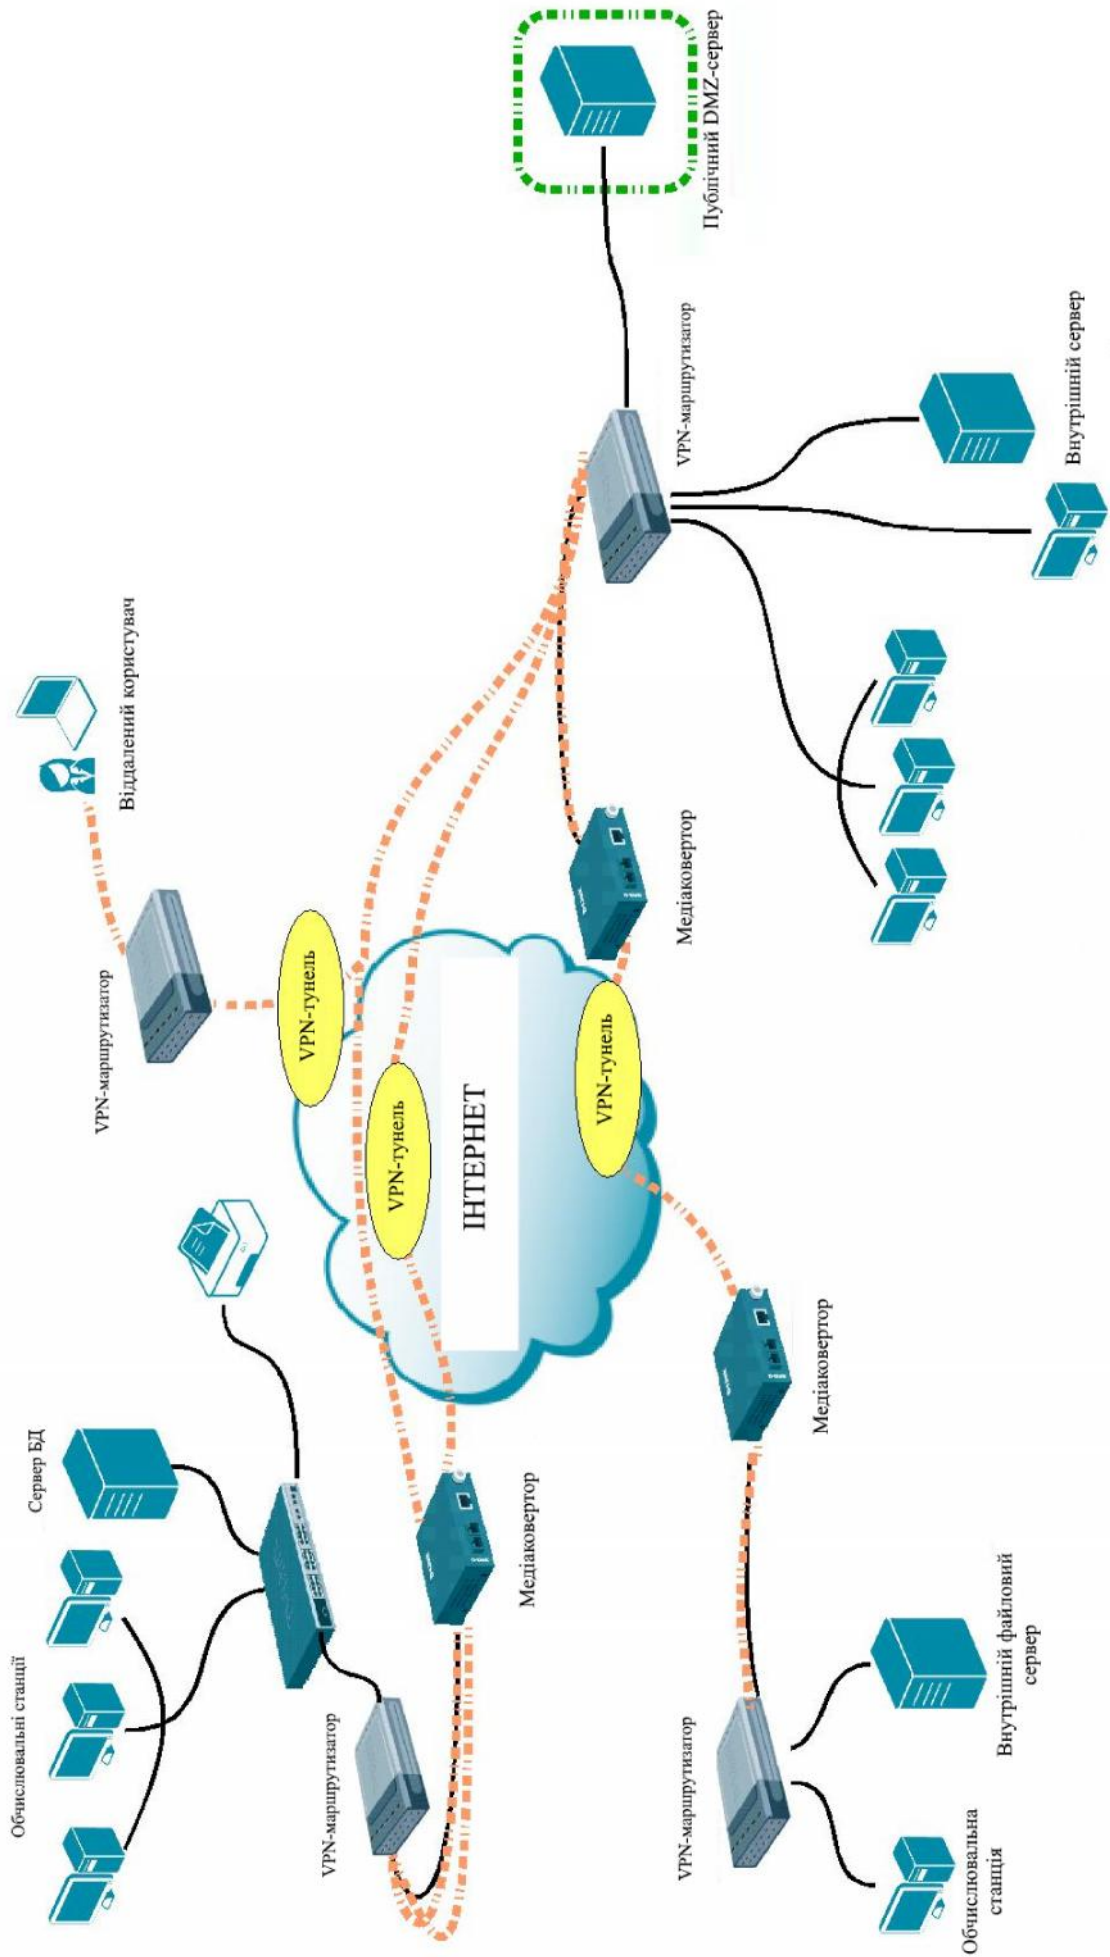 Обчислювальні станції
Сервер БД
VPN-маршрутизатор
Віддалений користувач
VPN-тунель
VPN-маршрутизатор
VPN-тунель
ІНТЕРНЕТ
Медіаковертор
VPN-тунель
VPN-маршрутизатор
Медіаковертор
VPN-маршрутизатор
Публічний DMZ-сервер
Медіаковертор
Обчислювальна
станція
Внутрішній файловий
сервер
Внутрішній сервер